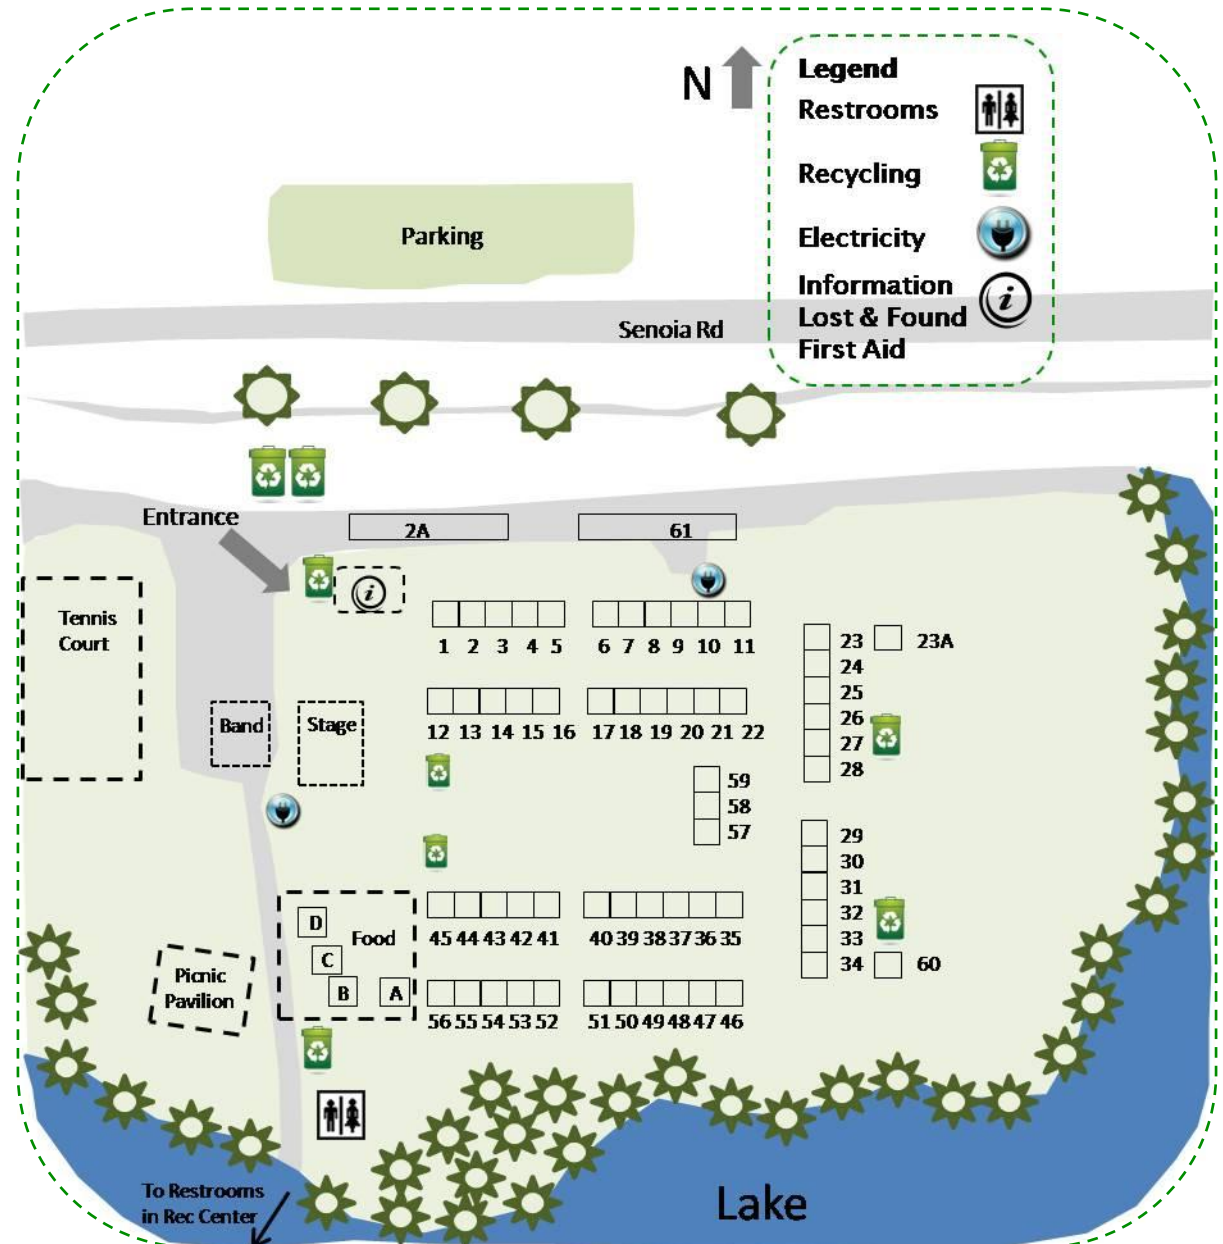 N
Legend
Restrooms
Recycling
Electricity
Information
Lost & Found
First Aid
i
Parking
Senoia Rd
Entrance
2A
61
i
Tennis
Court
1 2 3 4 5
6 7 8 9 10 11
23 23A
24
25
26
27
28
Band
Stage
12 13 14 15 16
17 18 19 20 21 22
59
58
57
29
30
31
32
33
34 60
D
Food
C
B
A
45 44 43 42 41
40 39 38 37 36 35
Picnic
Pavilion
56 55 54 53 52
51 50 49 48 47 46
To Restrooms
in Rec Center
Lake